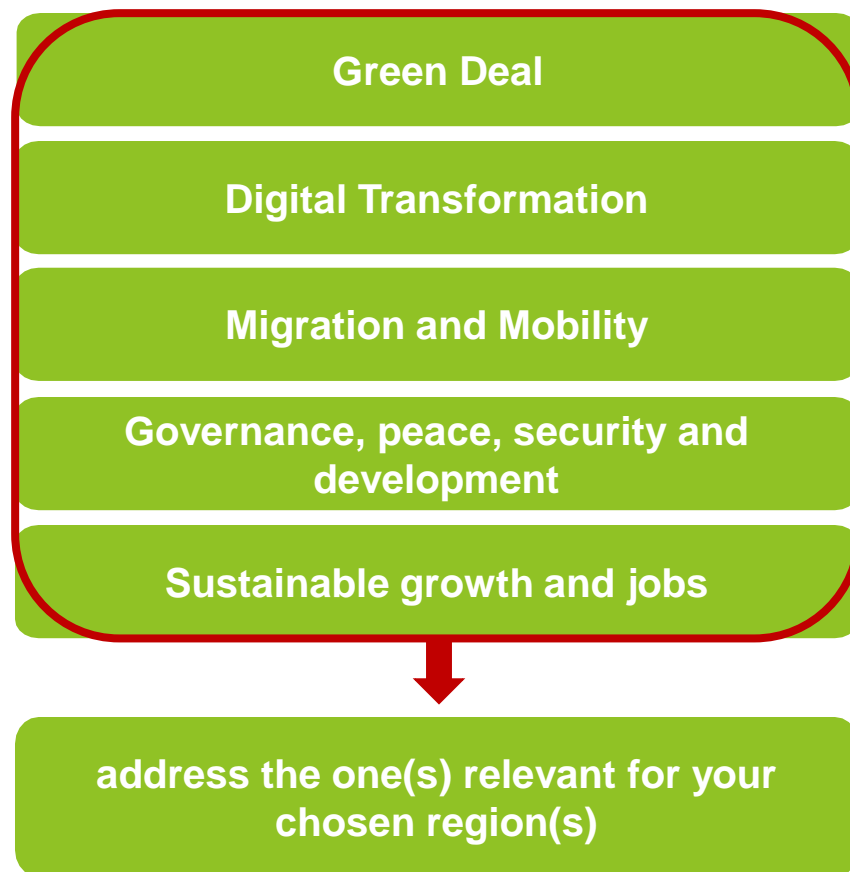 Green Deal
Digital Transformation
Migration and Mobility
Governance, peace, security and
development
Sustainable growth and jobs
address the one(s) relevant for your
chosen region(s)